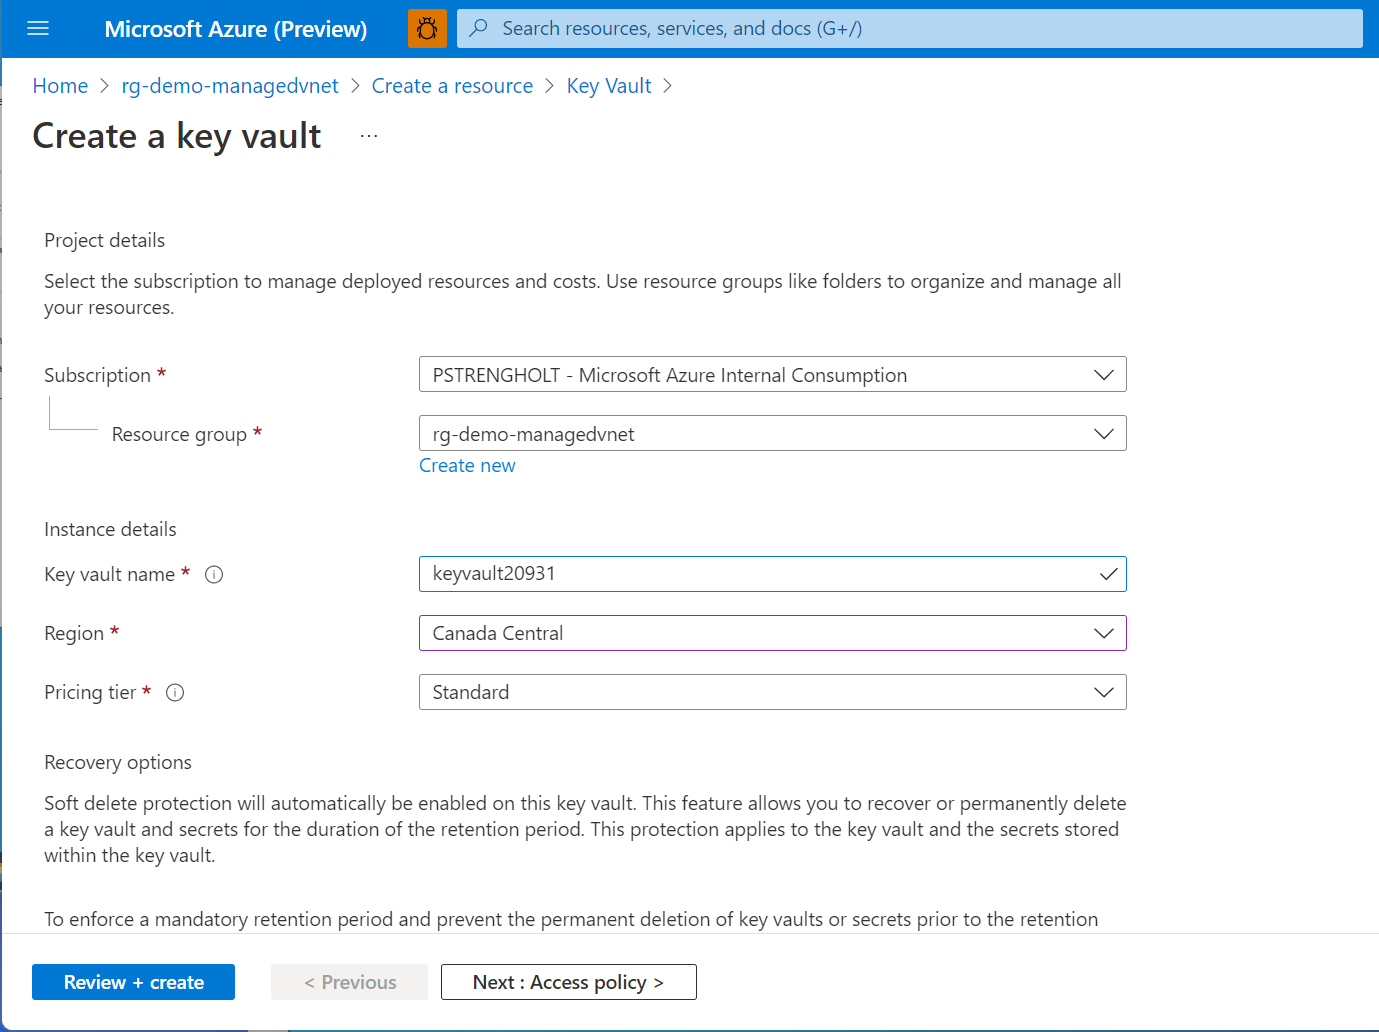 Microsoft Azure (Preview)
Search resources, services, and docs (G+/)
Home > rg-demo-managedvnet > Create a resource > Key Vault >
Create a key vault ...
Project details
Select the subscription to manage deployed resources and costs. Use resource groups like folders to organize and manage all
your resources.
Subscription *
PSTRENGHOLT - Microsoft Azure Internal Consumption
Resource group *
rg-demo-managedvnet
Create new
Instance details
Key vault name *
keyvault20931
Region *
Canada Central
Pricing tier *
Standard
Recovery options
Soft delete protection will automatically be enabled on this key vault. This feature allows you to recover or permanently delete
a key vault and secrets for the duration of the retention period. This protection applies to the key vault and the secrets stored
within the key vault.
To enforce a mandatory retention period and prevent the permanent deletion of key vaults or secrets prior to the retention
Review + create
< Previous
Next : Access policy >